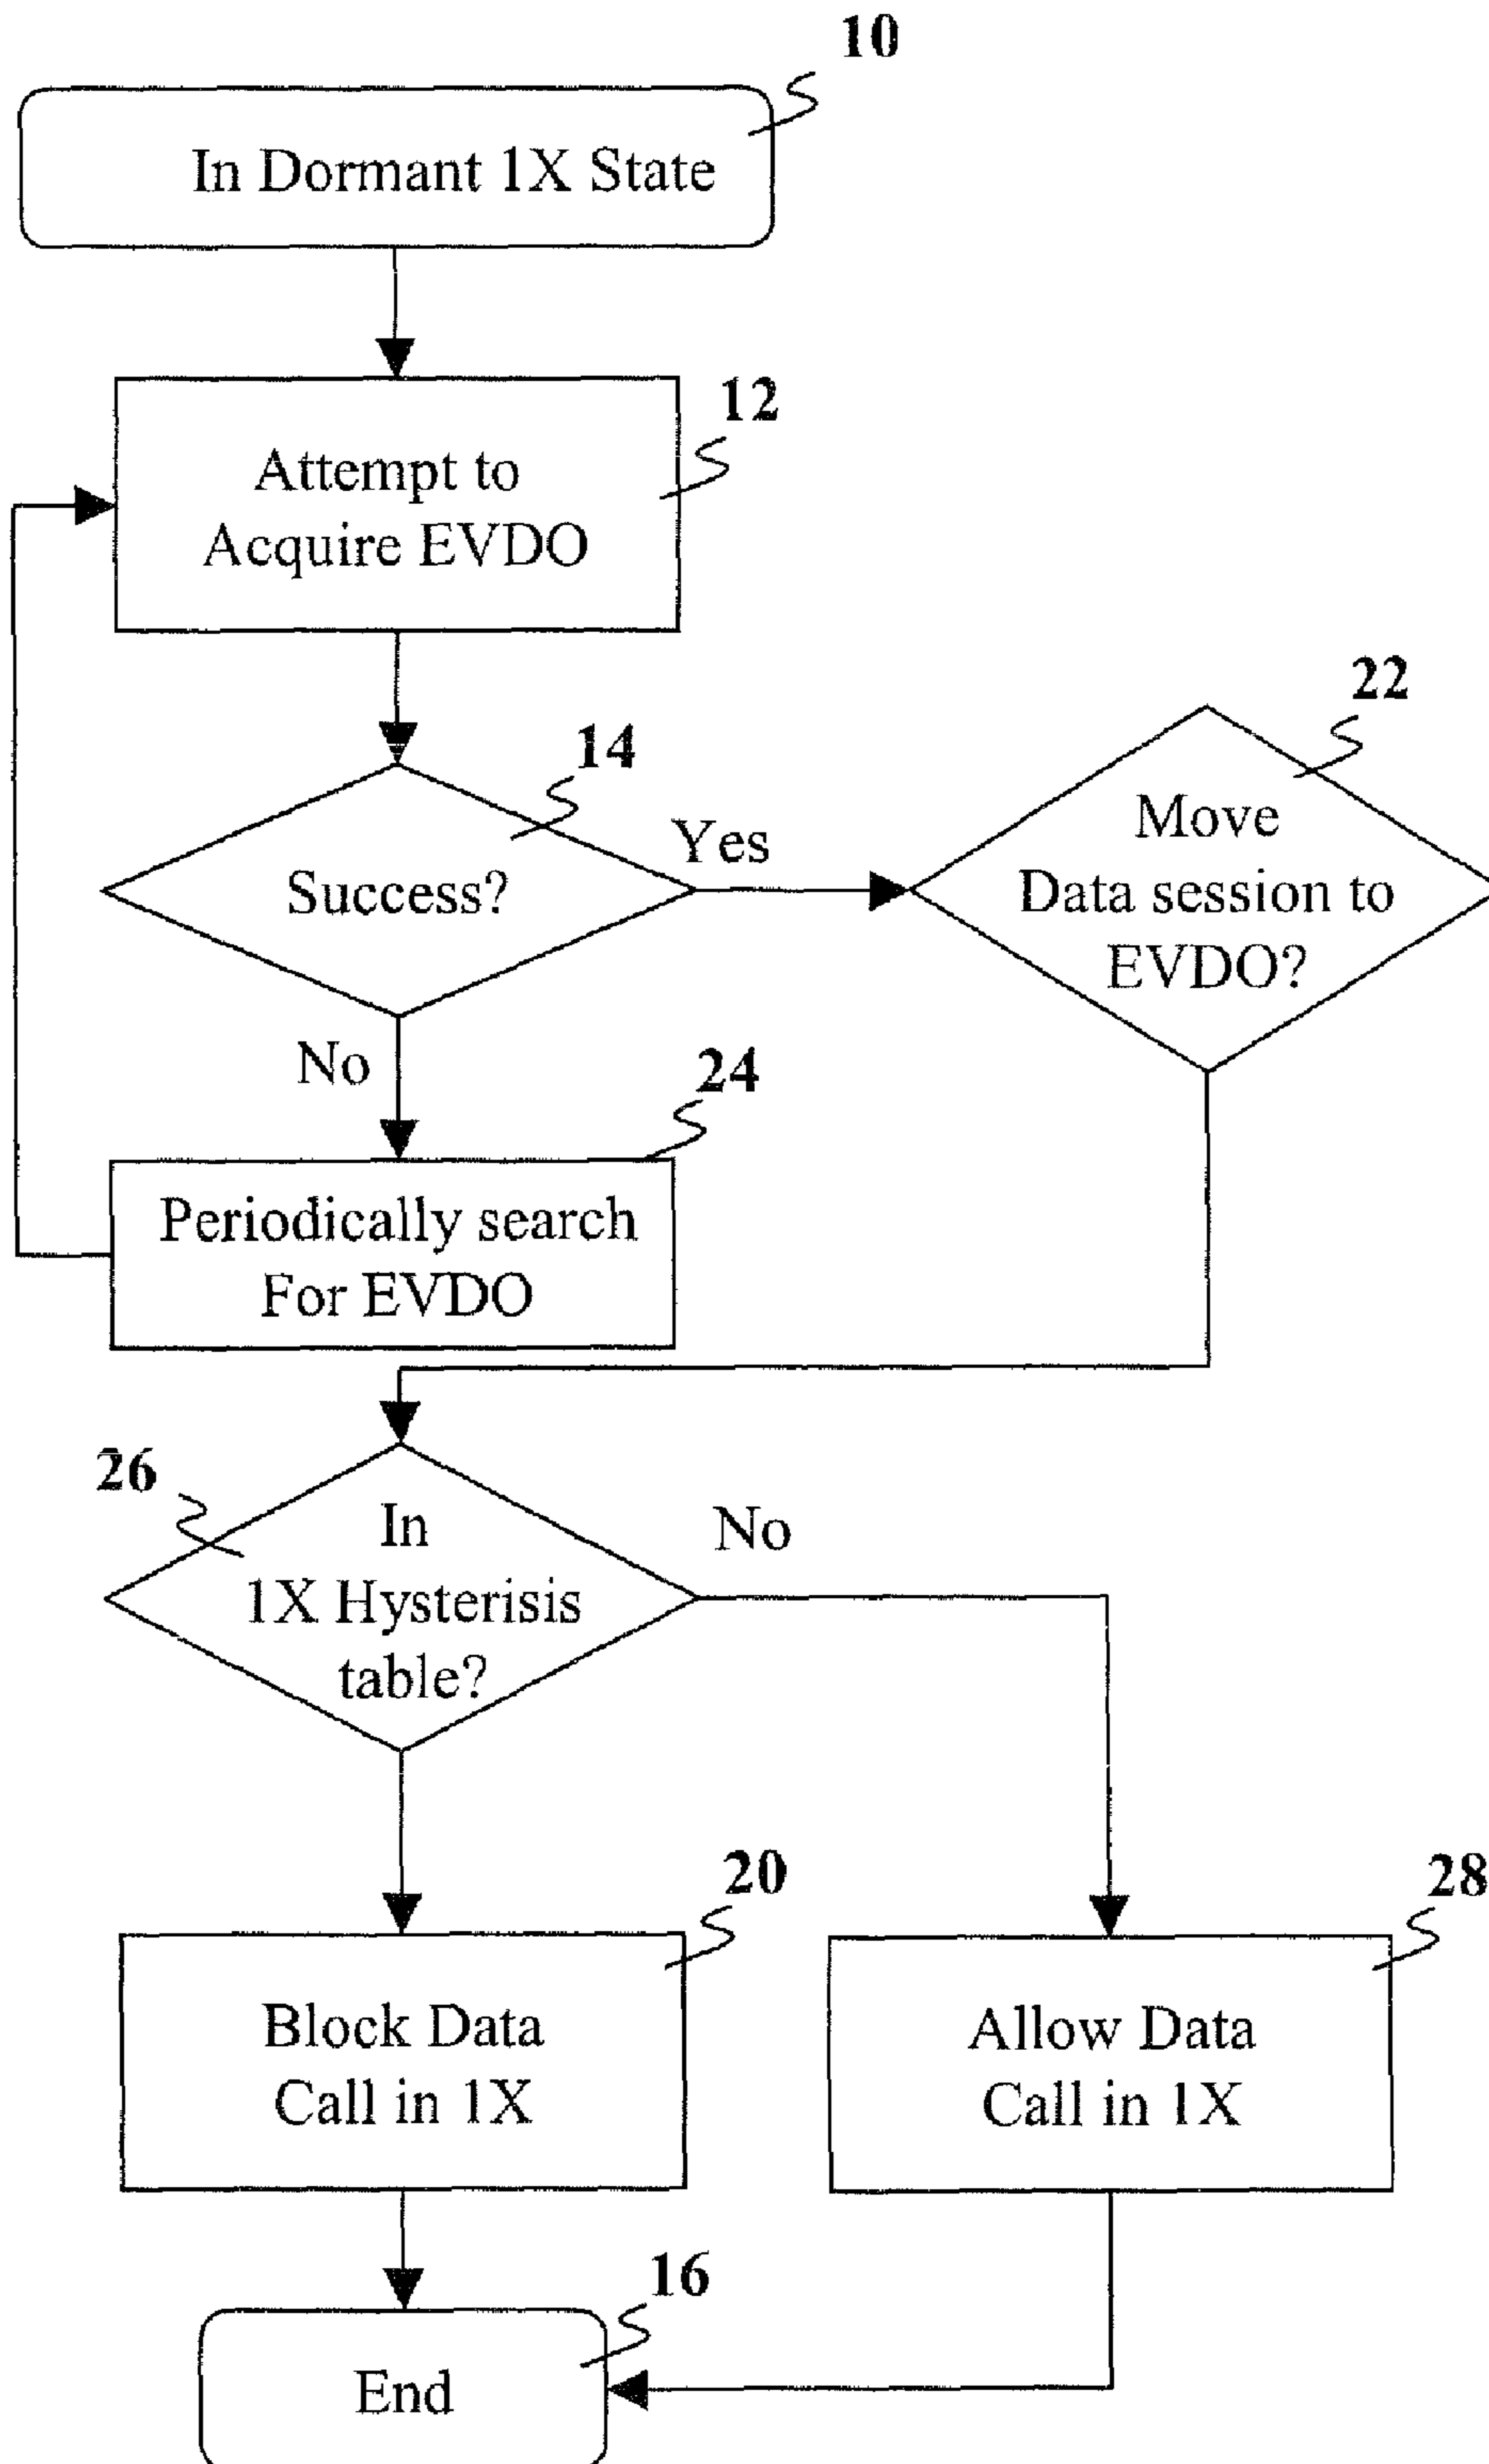 10
In Dormant 1X State
12
Attempt to
Acquire EVDO
14
Success?
Yes
22
Move
Data session to
EVDO?
No
24
Periodically search
For EVDO
26
In
1X Hysterisis
table?
No
20
Block Data
Call in 1X
28
Allow Data
Call in 1X
16
End